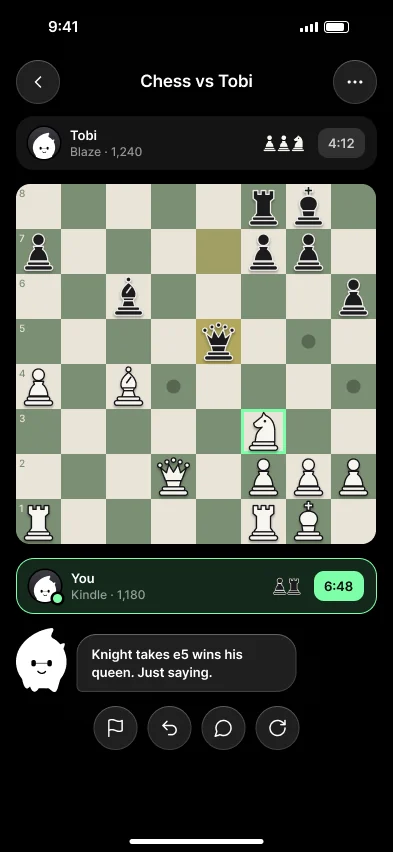 9:41
Chess vs Tobi
Tobi
Blaze · 1,240
4:12
8
7
6
5
4
3
2
1
You
Kindle · 1,180
6:48
Knight takes e5 wins his
queen. Just saying.